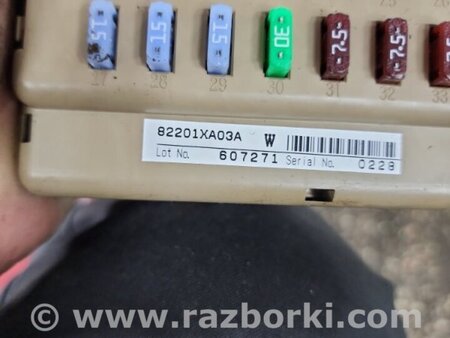 15 15 15 30 7.5 7.5
27 28 29 30 31 32 33
82201XA03A W
Lot No. 607271 Serial No. 0228
© www.razborki.com